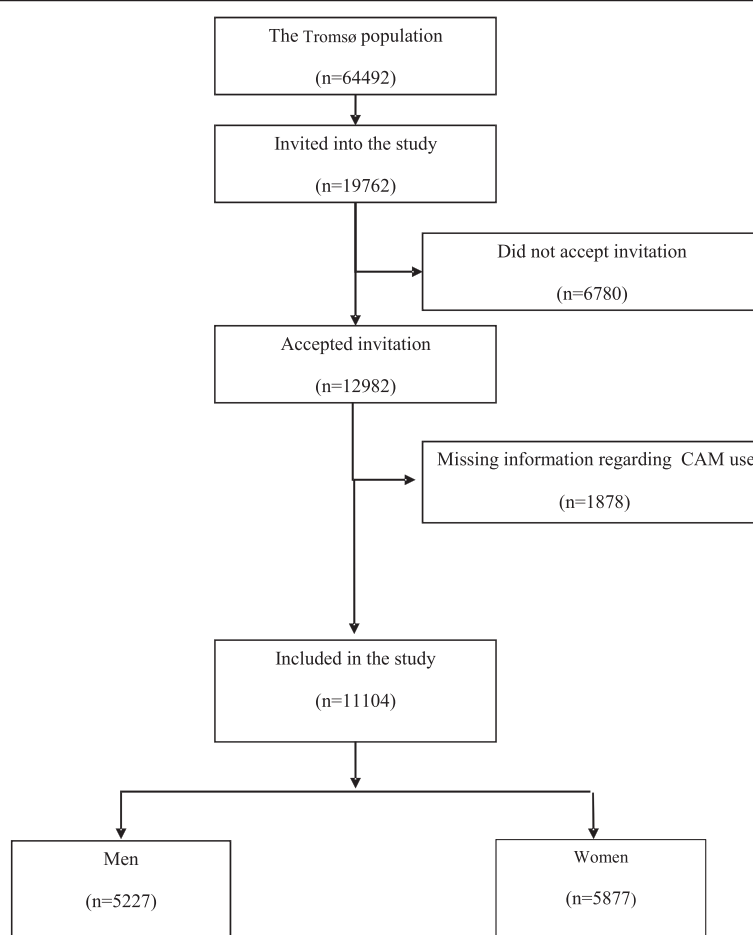 The Tromsø population
(n=64492)
Invited into the study
(n=19762)
Did not accept invitation
(n=6780)
Accepted invitation
(n=12982)
Missing information regarding CAM use
(n=1878)
Included in the study
(n=11104)
Men
(n=5227)
Women
(n=5877)